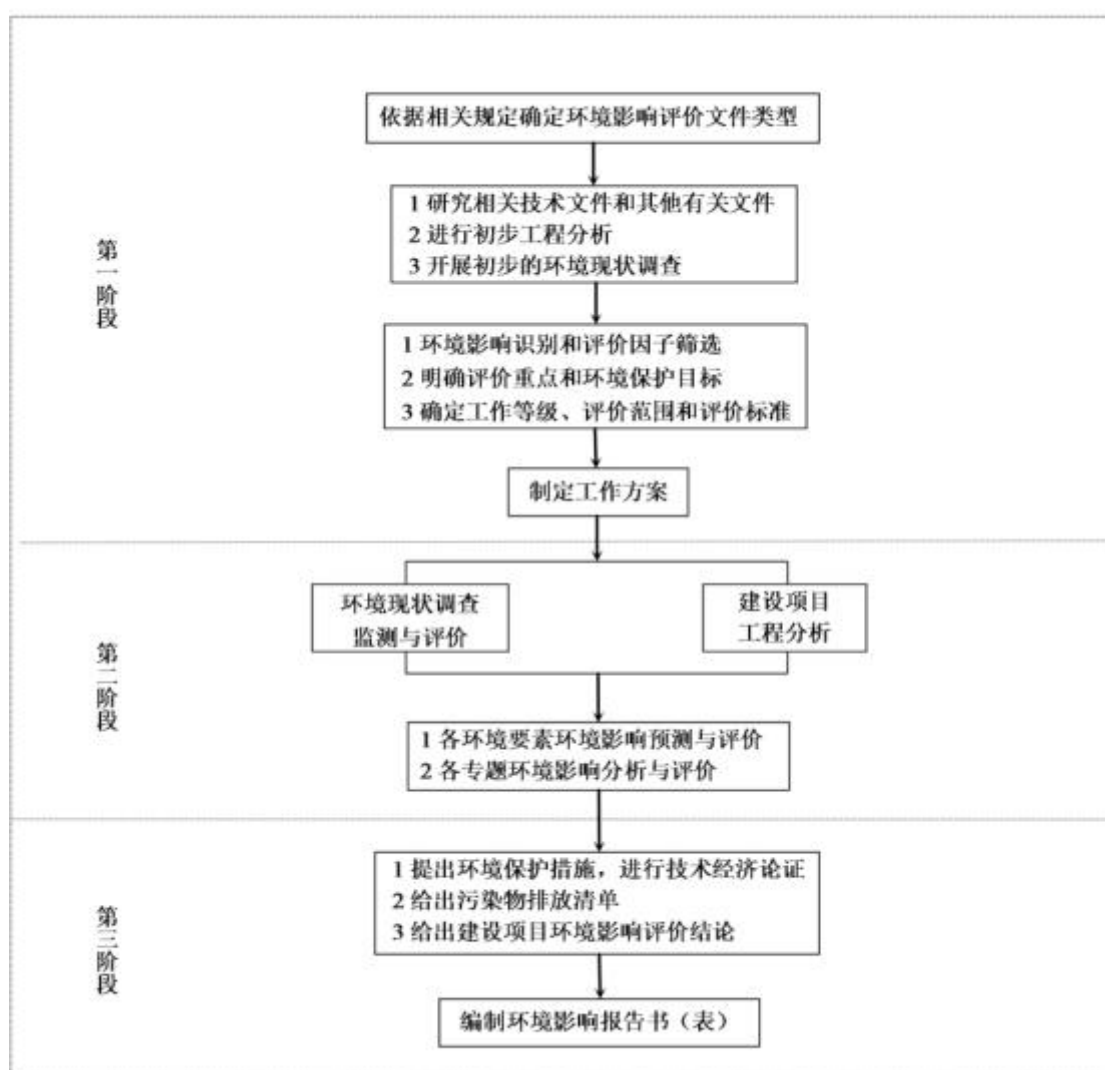 依据相关规定确定环境影响评价文件类型
1 研究相关技术文件和其他有关文件
2 进行初步工程分析
3 开展初步的环境现状调查
第一阶段
1 环境影响识别和评价因子筛选
2 明确评价重点和环境保护目标
3 确定工作等级、评价范围和评价标准
制定工作方案
环境现状调查
监测与评价
建设项目
工程分析
第二阶段
1 各环境要素环境影响预测与评价
2 各专题环境影响分析与评价
1 提出环境保护措施，进行技术经济论证
2 给出污染物排放清单
3 给出建设项目环境影响评价结论
第三阶段
编制环境影响报告书（表）